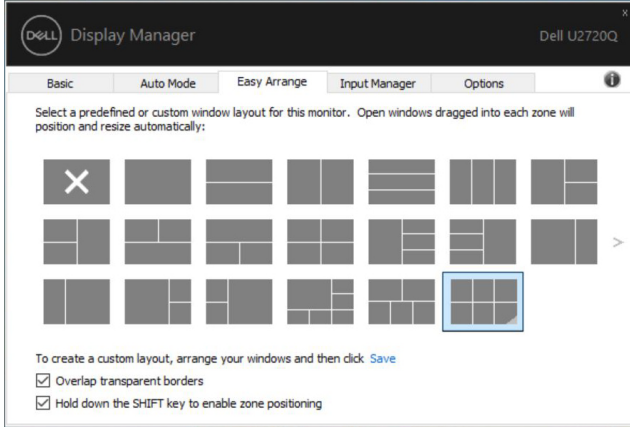 x
DELL Display Manager Dell U2720Q
Basic Auto Mode Easy Arrange Input Manager Options
Select a predefined or custom window layout for this monitor. Open windows dragged into each zone will
position and resize automatically:
>
To create a custom layout, arrange your windows and then click Save
Overlap transparent borders
Hold down the SHIFT key to enable zone positioning